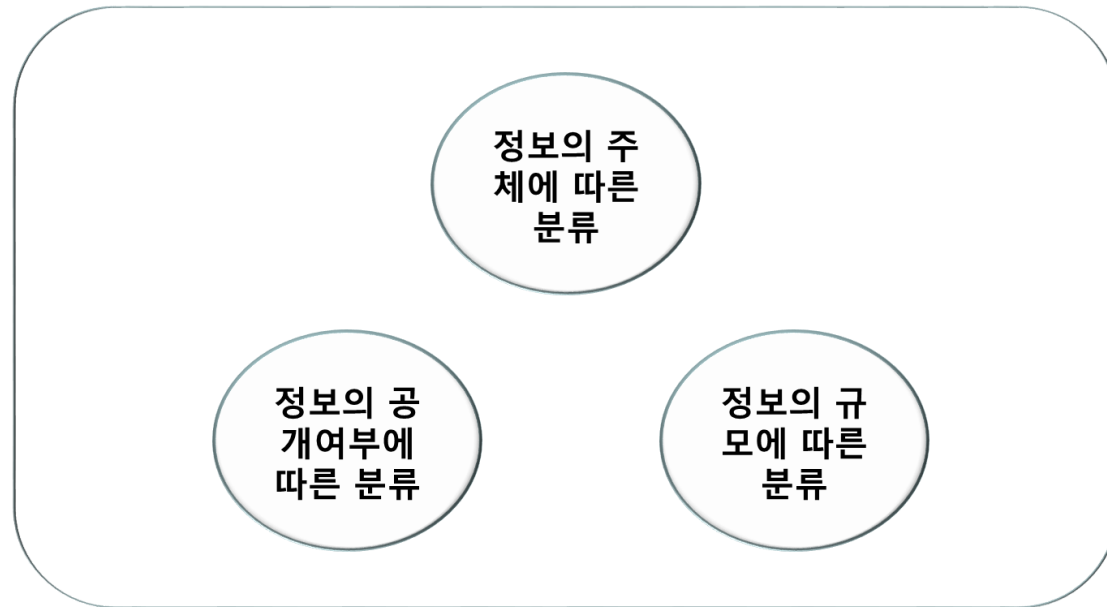 정보의 주
체에 따른
분류
정보의 공
개여부에
따른 분류
정보의 규
모에 따른
분류